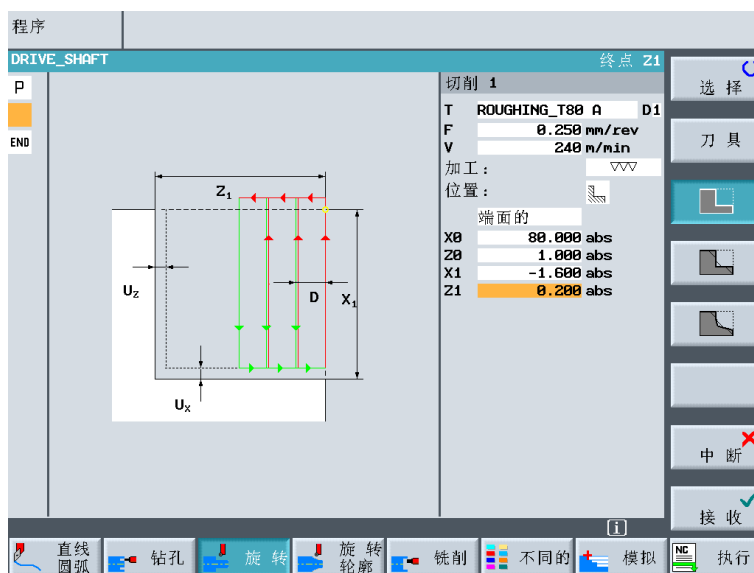 程序
DRIVE_SHAFT 终点 Z1
P
END
切削 1
T ROUGHING_T80 A D1
F 0.250 mm/rev
V 240 m/min
加工: ▽▽▽
位置:
端面的
X0 80.000 abs
Z0 1.000 abs
X1 -1.600 abs
Z1 0.200 abs
Z1
UZ
D
X1
UX
选择
刀具
中断
接收
i
直线
圆弧
钻孔
旋转
旋转
轮廓
铣削
不同的
模拟
NC
执行